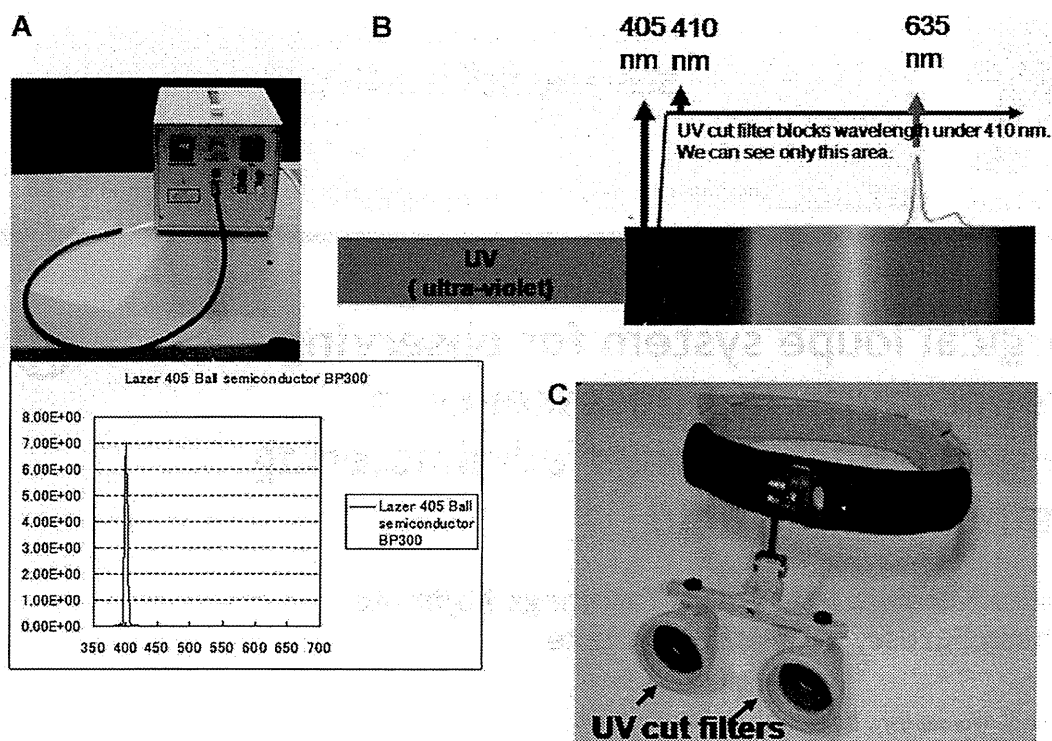 A
B
405 410
nm nm
635
nm
UV cut filter blocks wavelength under 410 nm.
We can see only this area.
UV
( ultra-violet)
Lazer 405 Ball semiconductor BP300
8.00E+00
7.00E+00
6.00E+00
5.00E+00
4.00E+00
3.00E+00
2.00E+00
1.00E+00
0.00E+00
350 400 450 500 550 600 650 700
Lazer 405 Ball
semiconductor
BP300
C
UV cut filters